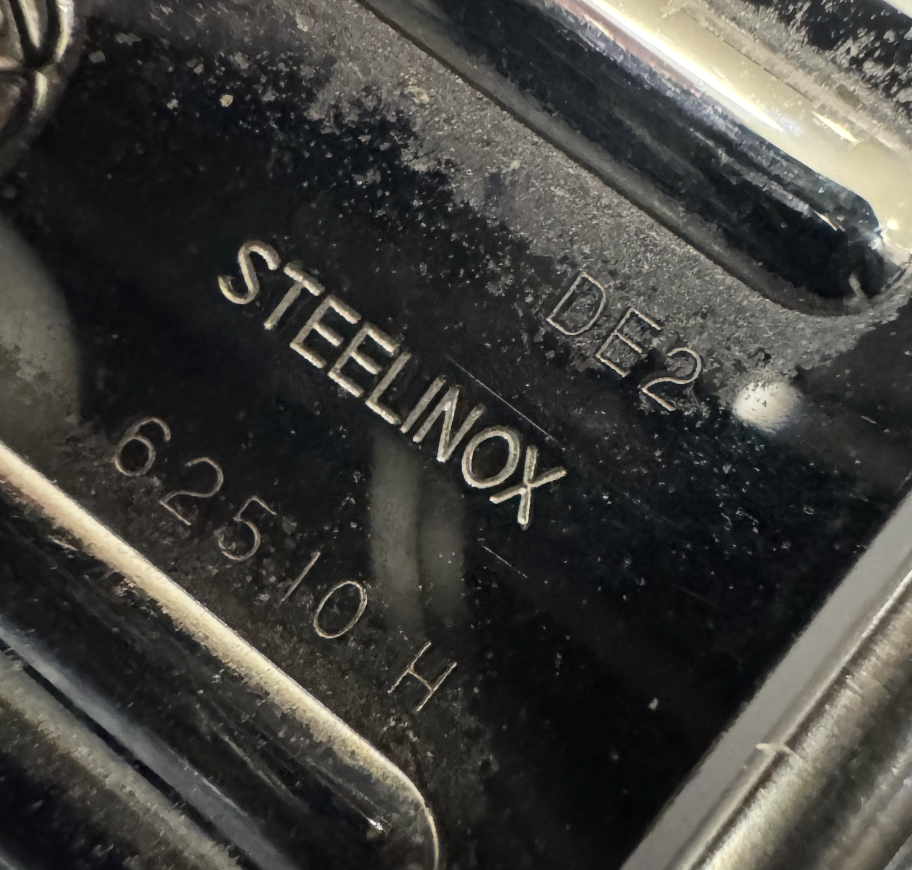 DE2
STEELINOX
62510 H